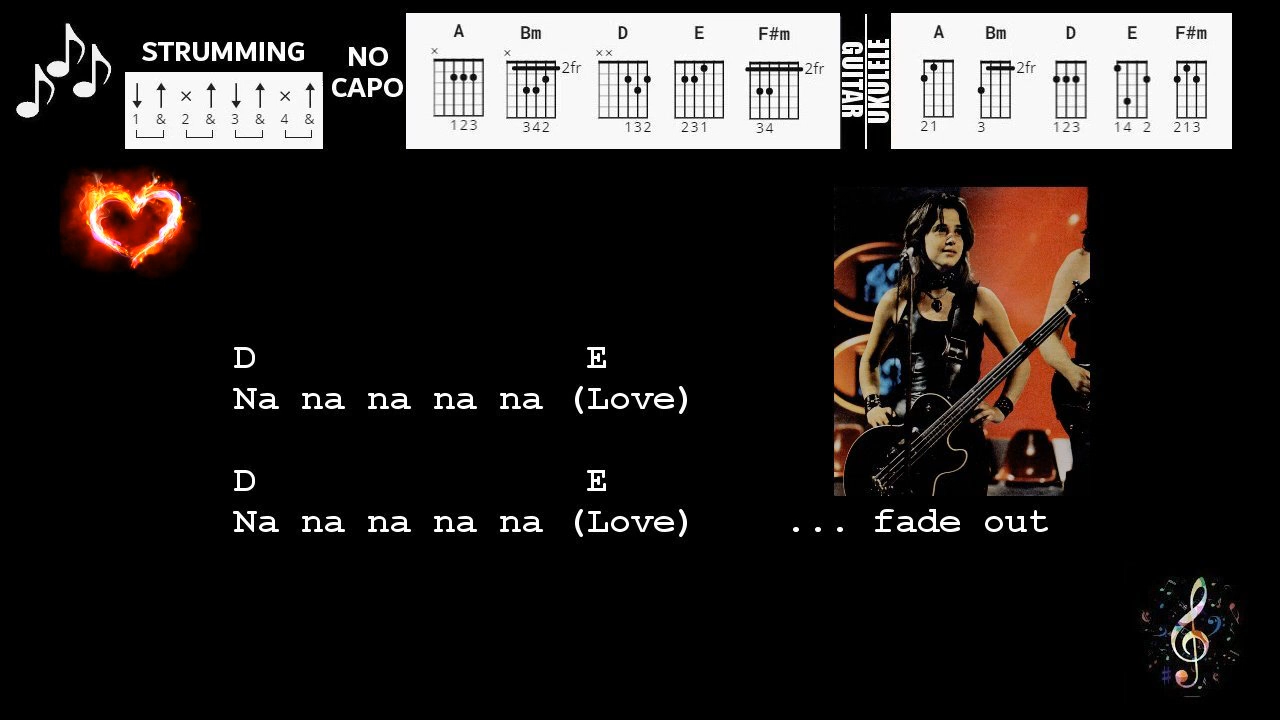 STRUMMING
1 & 2 & 3 & 4 &
NO
CAPO
A Bm D E F#m
× × ××
2fr 2fr
123 342 132 231 34
GUITAR
UKULELE
A Bm D E F#m
2fr
21 3 123 14 2 213
D E
Na na na na na (Love)
D E
Na na na na na (Love) ... fade out